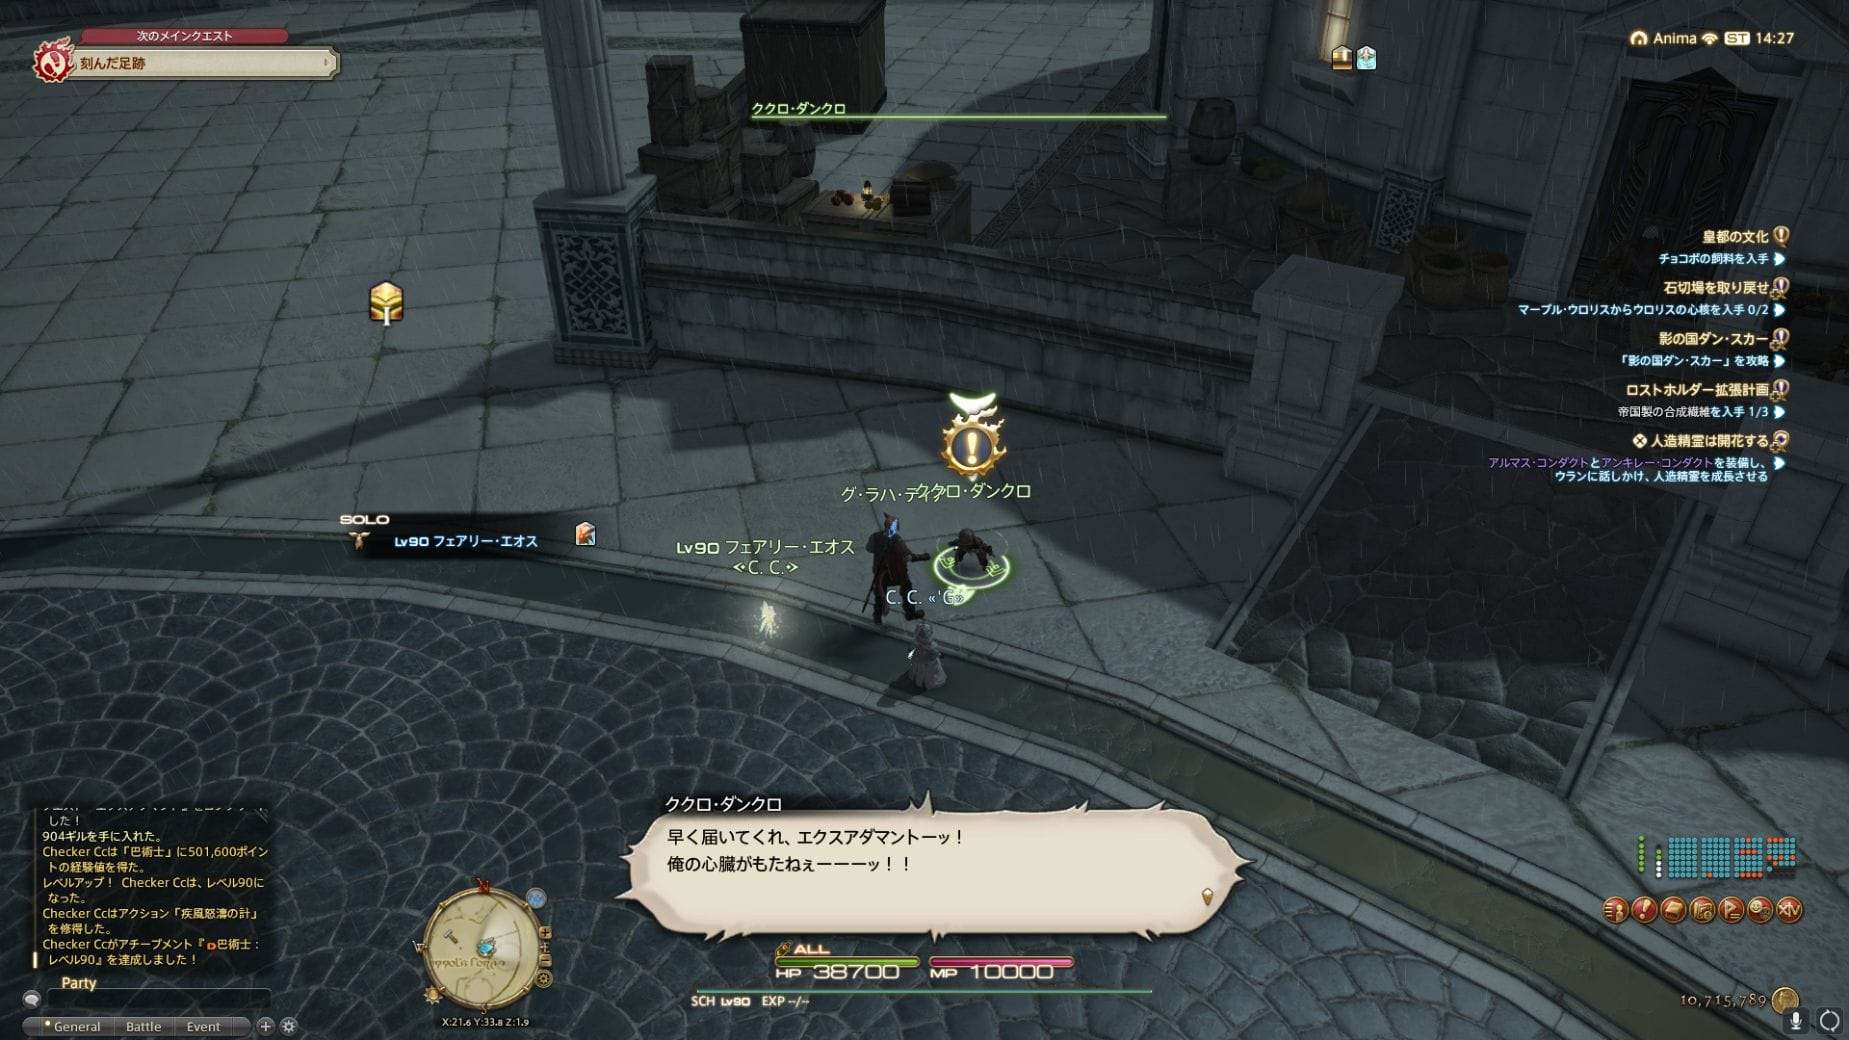 次のメインクエスト
刻んだ足跡
Anima ST 14:27
ククロ・ダンクロ
皇都の文化
チョコボの飼料を入手
石切場を取り戻せ
マーブル・ウロリスからウロリスの心核を入手 0/2
影の国ダン・スカー
「影の国ダン・スカー」を攻略
ロストホルダー拡張計画
帝国製の合成繊維を入手 1/3
人造精霊は開花する
アルマス・コンダクトとアンキレー・コンダクトを装備し、
ウランに話しかけ、人造精霊を成長させる
グ・ラハ・ティア
ククロ・ダンクロ
SOLO
Lv90 フェアリー・エオス
Lv90 フェアリー・エオス
C. C.
C. C. «'C'»
ククロ・ダンクロ
早く届いてくれ、エクスアダマントーッ！
俺の心臓がもたねぇーーーッ！！
した！
904ギルを手に入れた。
Checker Ccは「巴術士」に501,600ポイン
トの経験値を得た。
レベルアップ！ Checker Ccは、レベル90に
なった。
Checker Ccはアクション「疾風怒濤の計」
を修得した。
Checker Ccがアチーブメント『巴術士：
レベル90』を達成しました！
Party
General Battle Event
N
W
S
X:21.6 Y:33.8 Z:1.9
ALL
HP 38700 MP 10000
SCH Lv90 EXP --/--
XIV
10,715,789